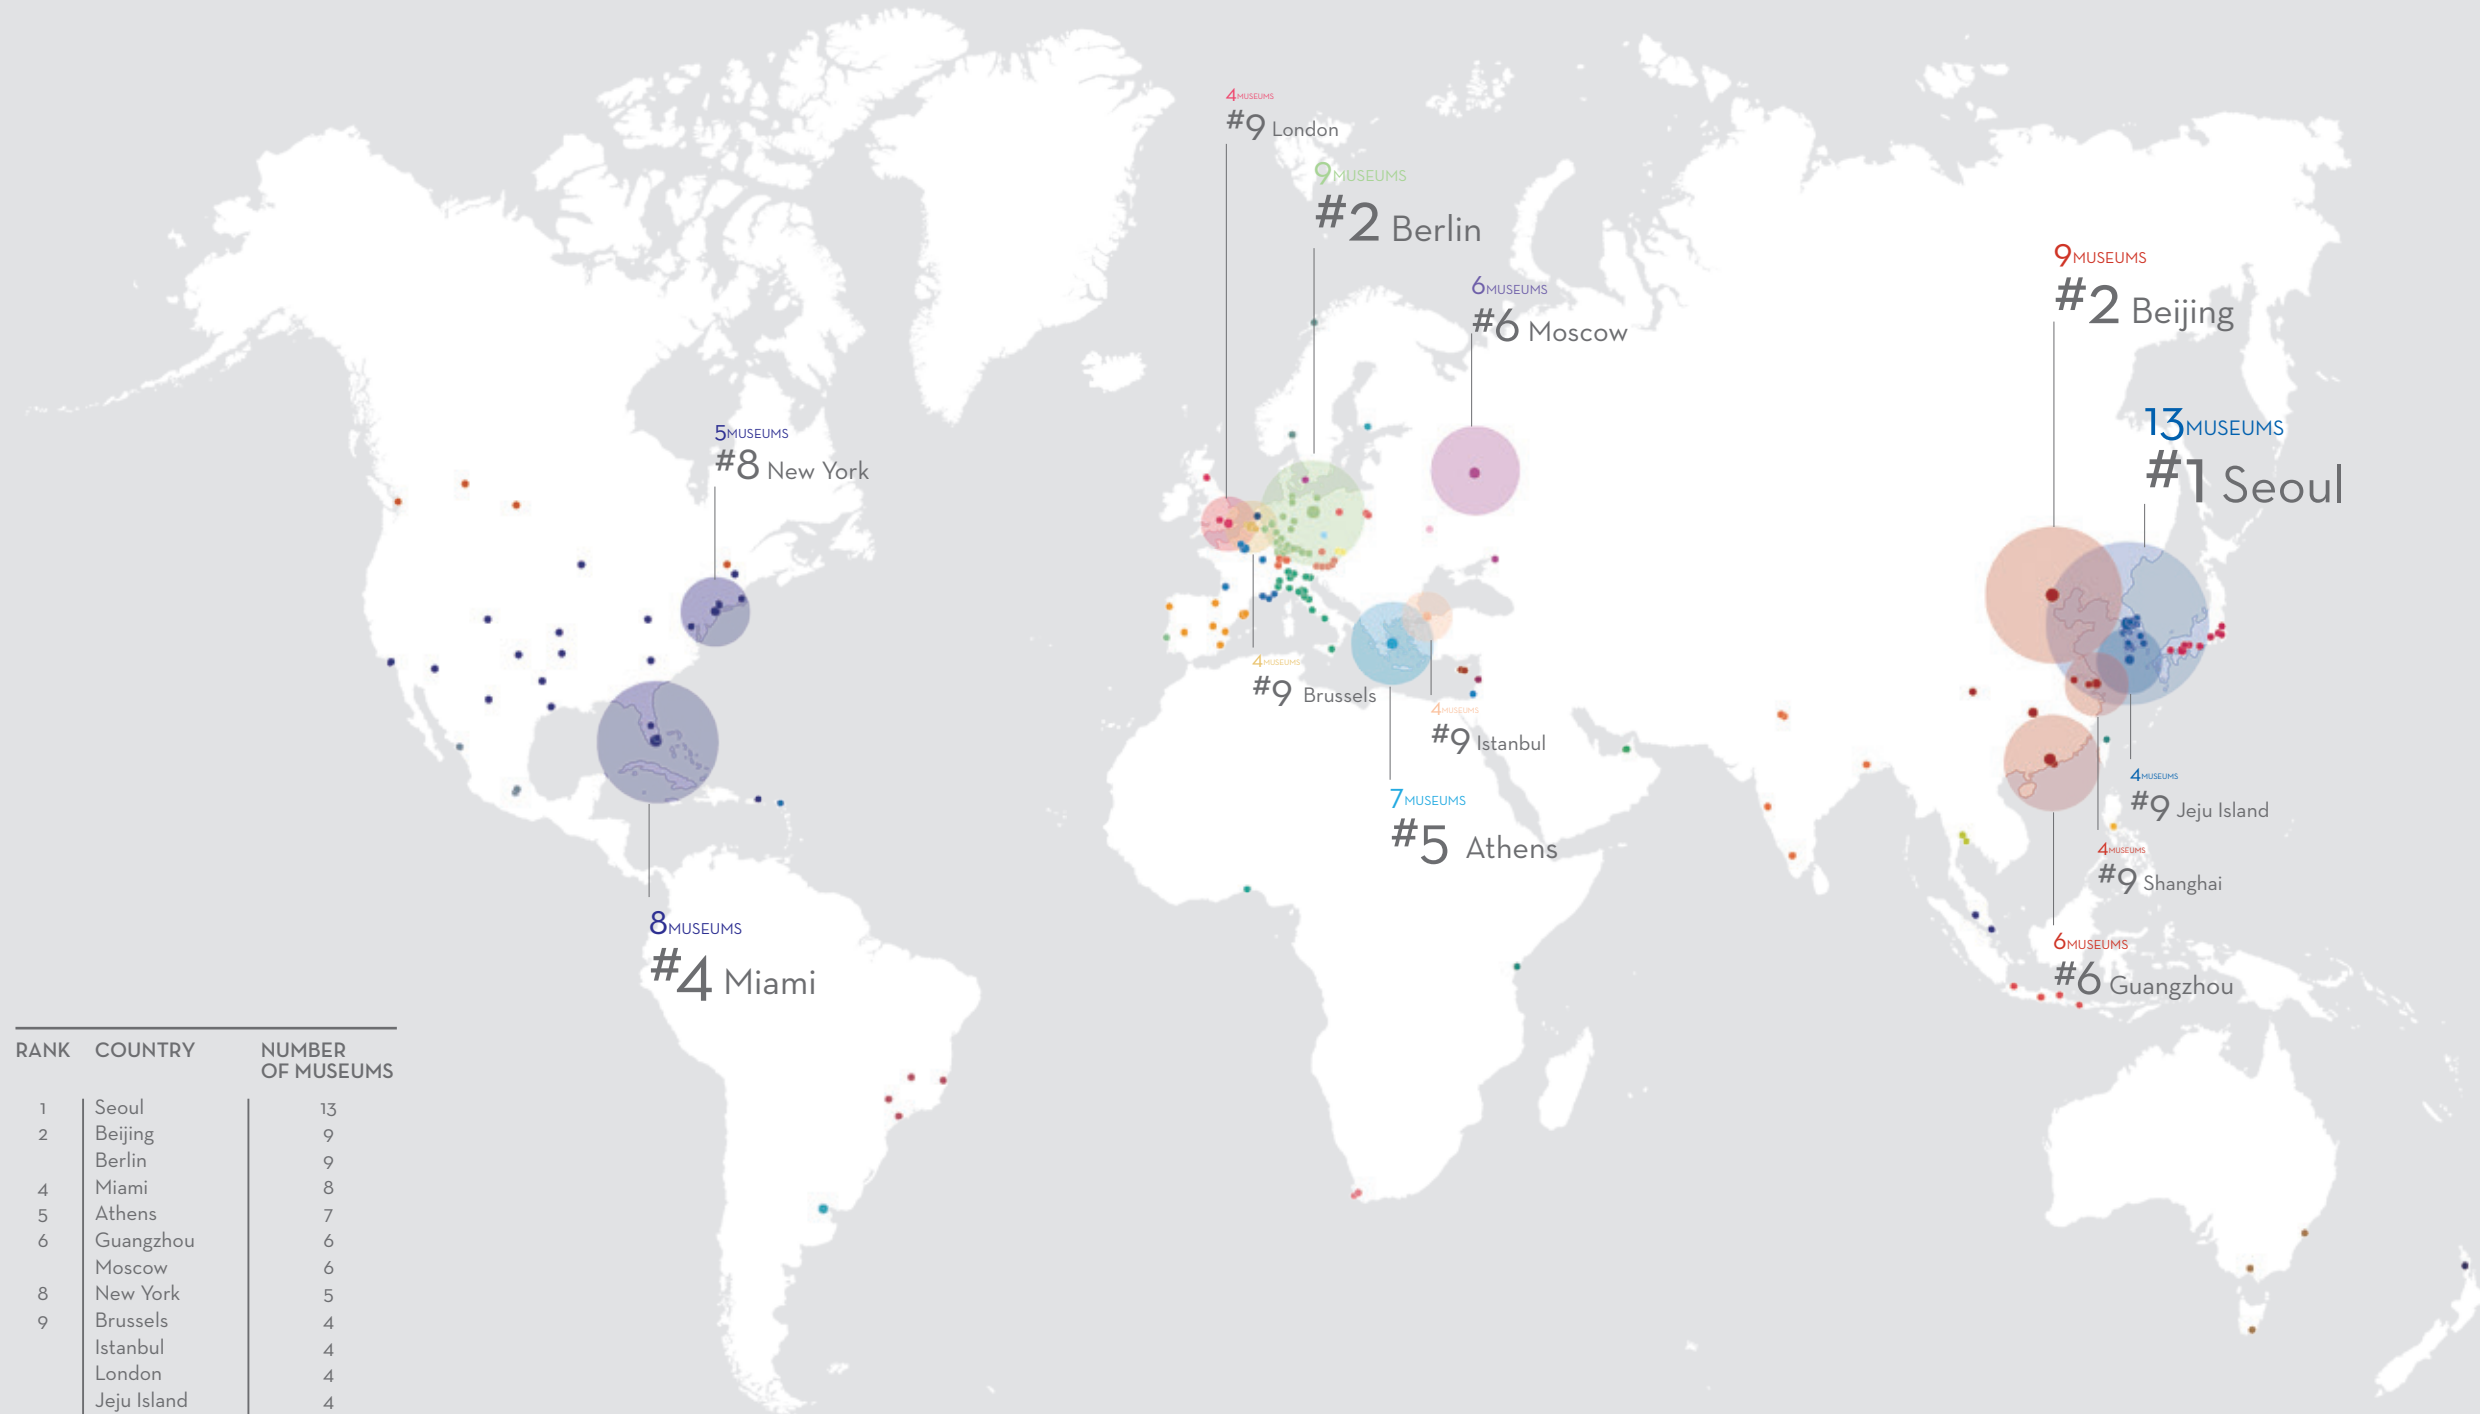 4MUSEUMS
#9 London
9MUSEUMS
#2 Berlin
6MUSEUMS
#6 Moscow
9MUSEUMS
#2 Beijing
13MUSEUMS
#1 Seoul
5MUSEUMS
#8 New York
4MUSEUMS
#9 Brussels
4MUSEUMS
#9 Istanbul
7MUSEUMS
#5 Athens
4MUSEUMS
#9 Jeju Island
4MUSEUMS
#9 Shanghai
6MUSEUMS
#6 Guangzhou
8MUSEUMS
#4 Miami
RANK COUNTRY NUMBER
OF MUSEUMS
1 Seoul 13
2 Beijing 9
Berlin 9
4 Miami 8
5 Athens 7
6 Guangzhou 6
Moscow 6
8 New York 5
9 Brussels 4
Istanbul 4
London 4
Jeju Island 4